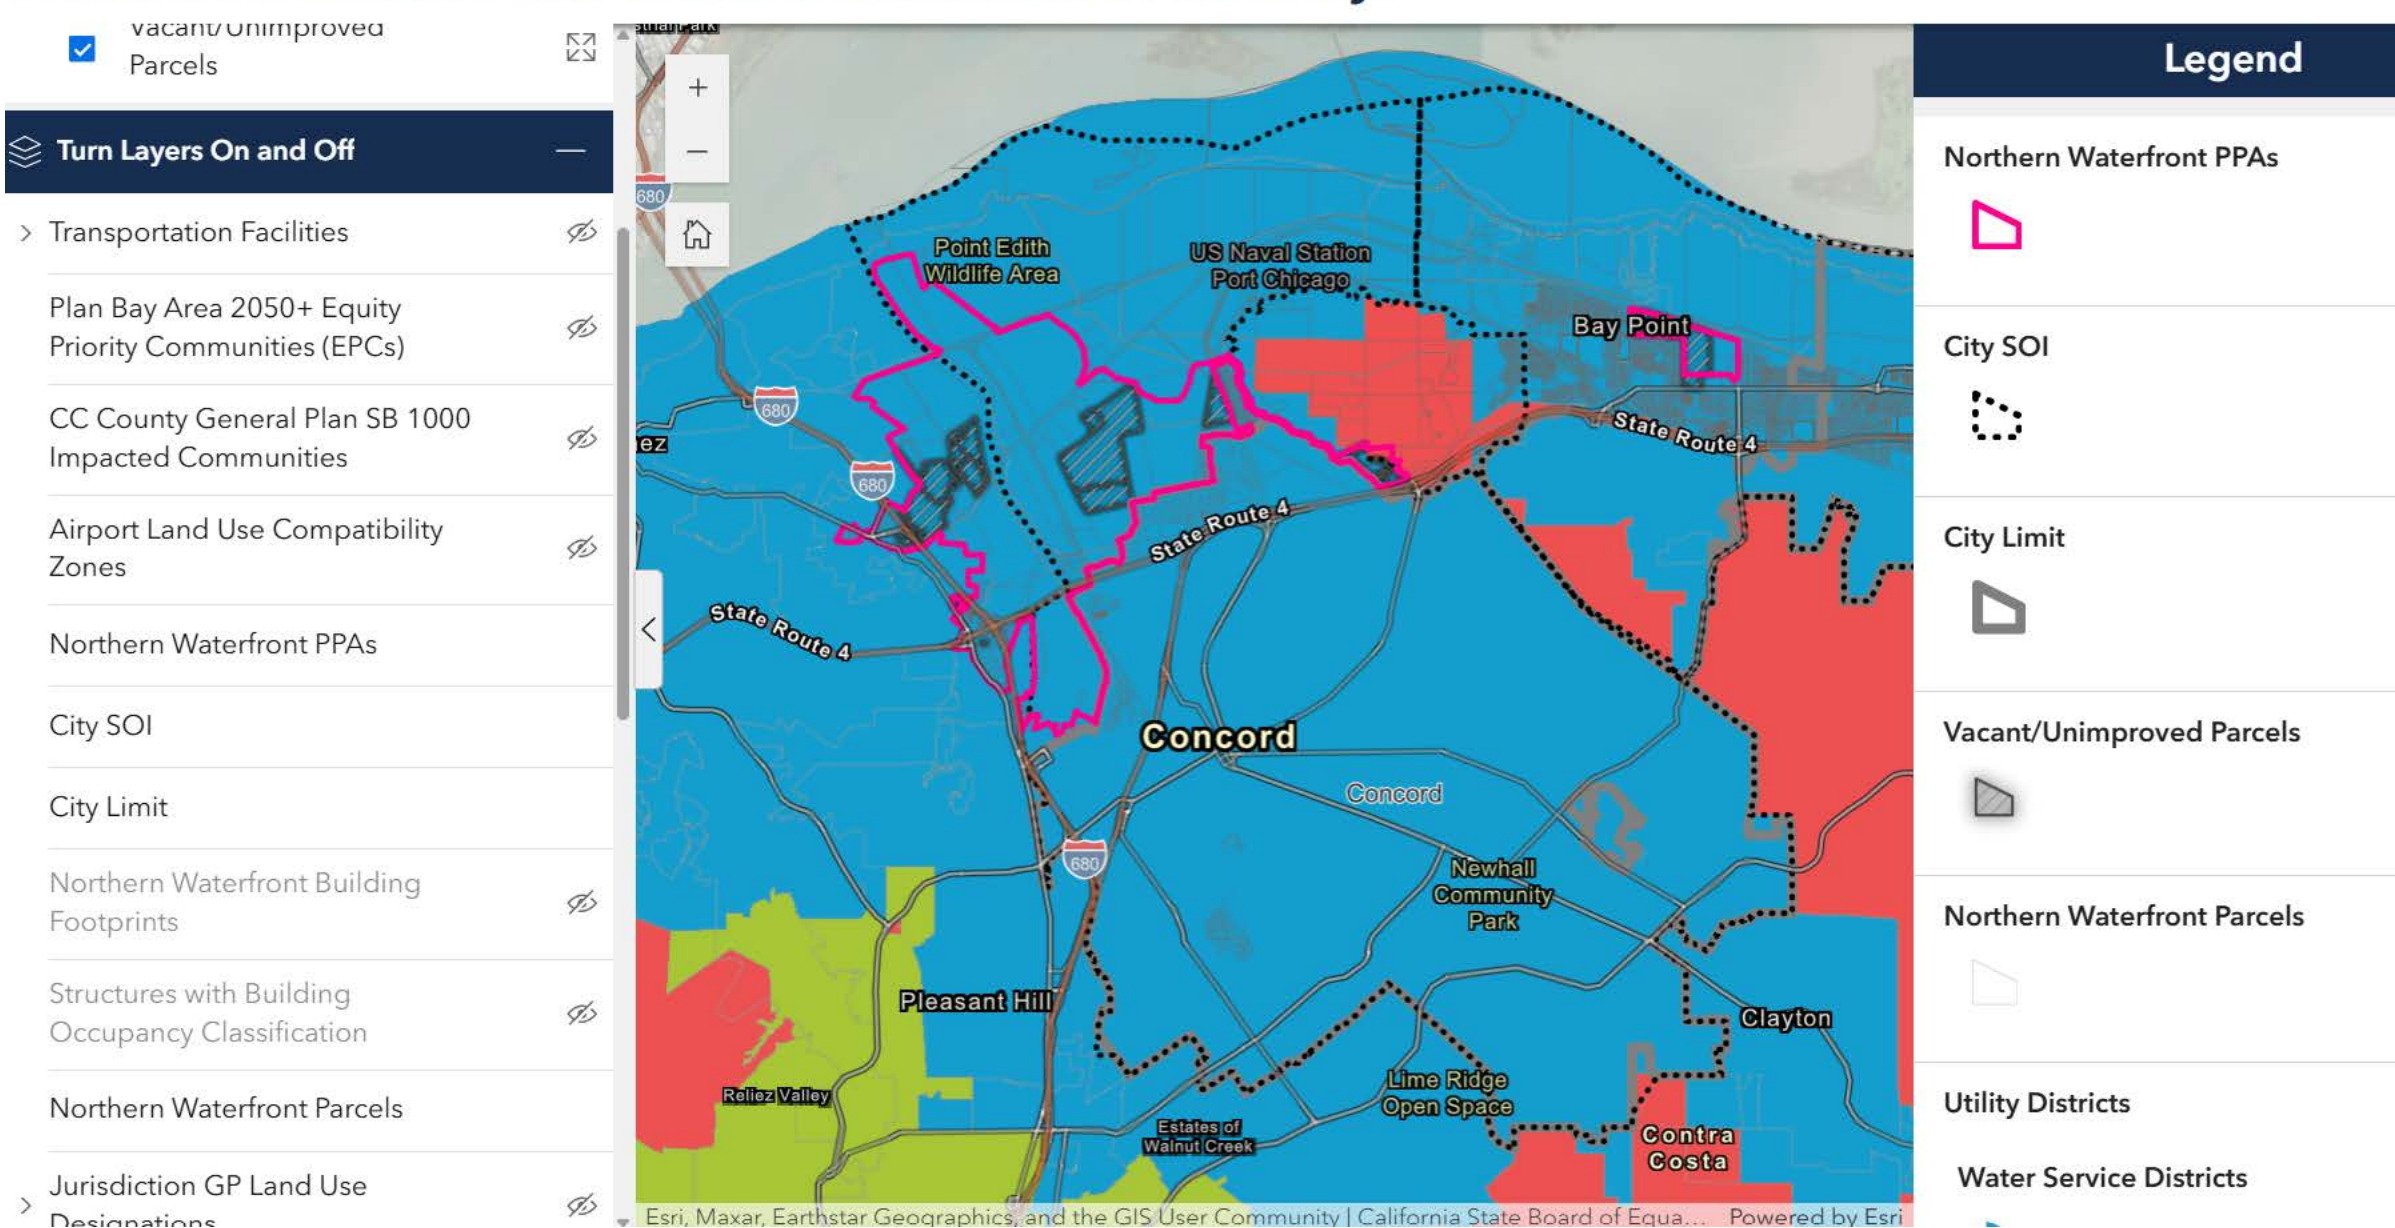 Vacant/Unimproved
Parcels
Turn Layers On and Off
Transportation Facilities
Plan Bay Area 2050+ Equity
Priority Communities (EPCs)
CC County General Plan SB 1000
Impacted Communities
Airport Land Use Compatibility
Zones
Northern Waterfront PPAs
City SOI
City Limit
Northern Waterfront Building
Footprints
Structures with Building
Occupancy Classification
Northern Waterfront Parcels
Jurisdiction GP Land Use
Designations
+
−
680
Point Edith
Wildlife Area
US Naval Station
Port Chicago
Bay Point
680
ez
680
State Route 4
State Route 4
State Route 4
Concord
Concord
680
Newhall
Community
Park
Pleasant Hill
Clayton
Reliez Valley
Lime Ridge
Open Space
Estates of
Walnut Creek
Contra
Costa
Esri, Maxar, Earthstar Geographics, and the GIS User Community | California State Board of Equa... Powered by Esri
Legend
Northern Waterfront PPAs
City SOI
City Limit
Vacant/Unimproved Parcels
Northern Waterfront Parcels
Utility Districts
Water Service Districts